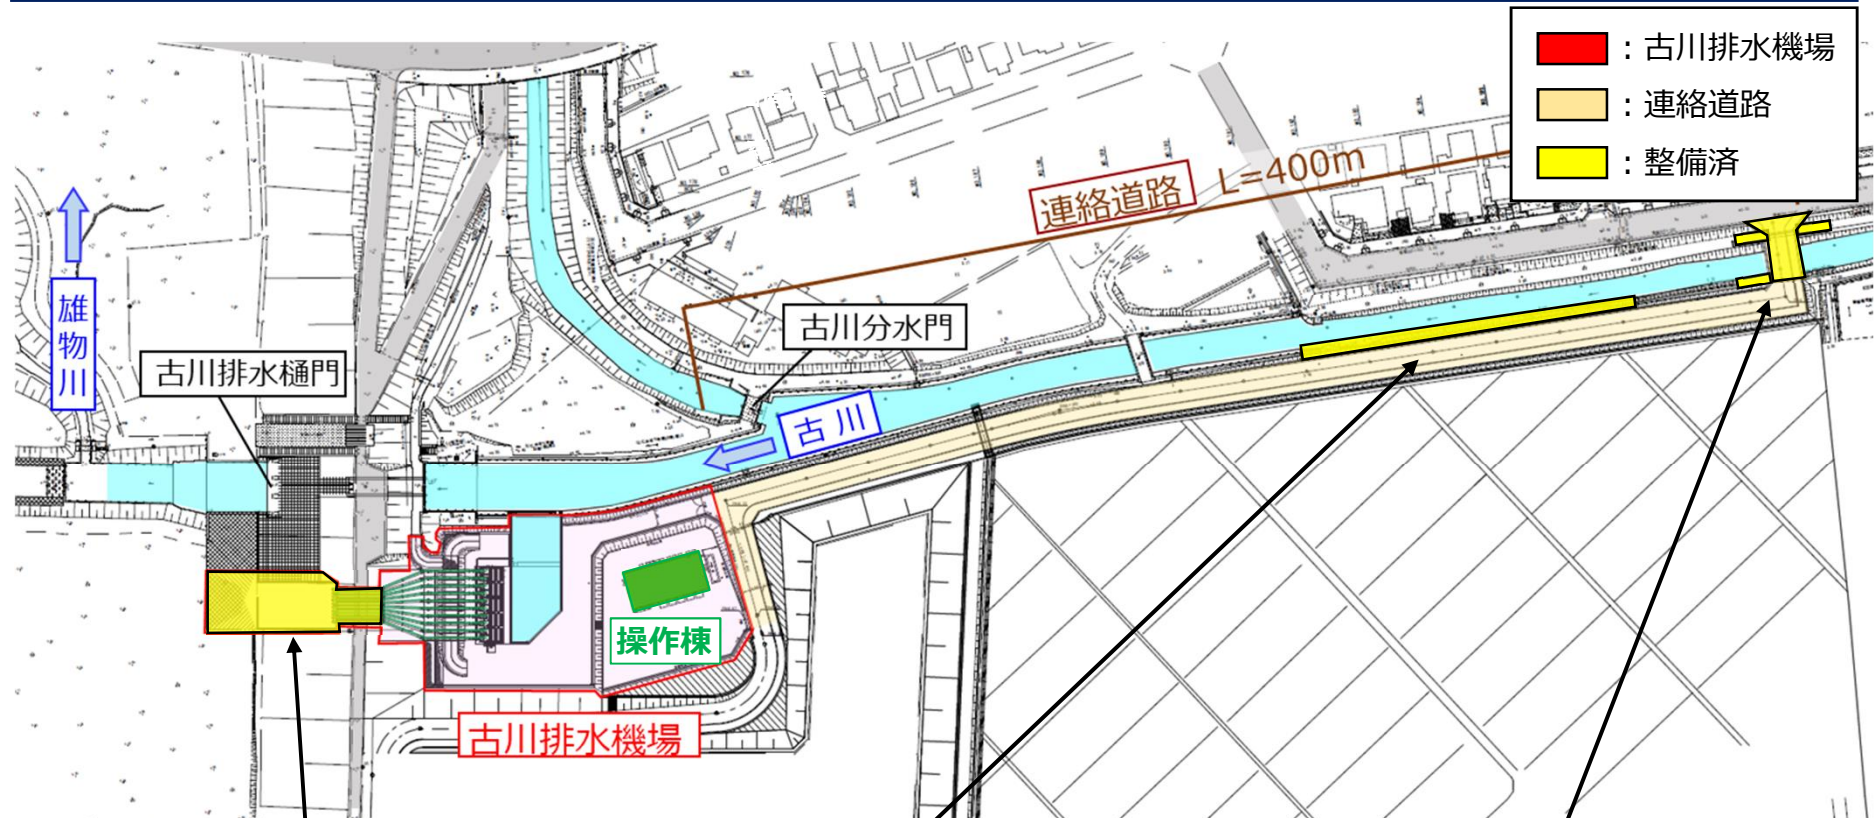 ：古川排水機場
：連絡道路
：整備済
連絡道路 L=400m
雄物川
古川排水樋門
古川分水門
古川
操作棟
古川排水機場